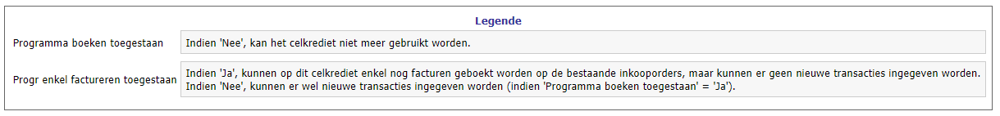 Legende
Programma boeken toegestaan Indien 'Nee', kan het celkrediet niet meer gebruikt worden.
Progr enkel factureren toegestaan Indien 'Ja', kunnen op dit celkrediet enkel nog facturen geboekt worden op de bestaande inkooporders, maar kunnen er geen nieuwe transacties ingegeven worden.
Indien 'Nee', kunnen er wel nieuwe transacties ingegeven worden (indien 'Programma boeken toegestaan' = 'Ja').